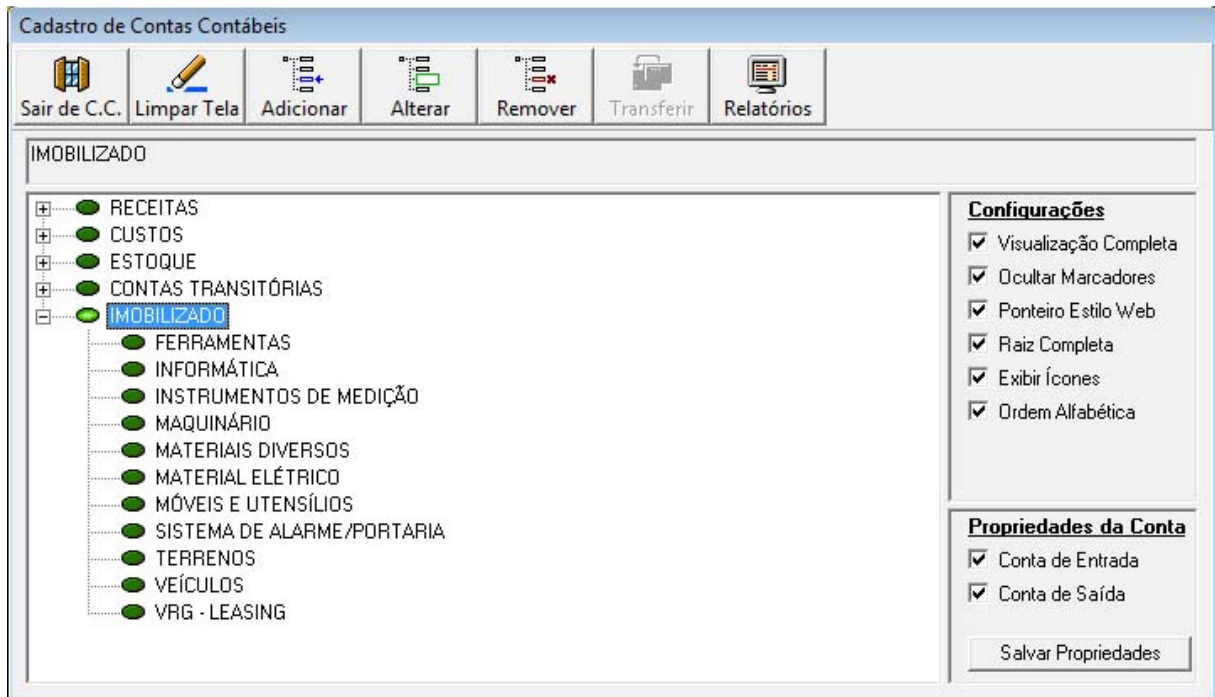 Cadastro de Contas Contábeis
Sair de C.C. Limpar Tela Adicionar Alterar Remover Transferir Relatórios
IMOBILIZADO
RECEITAS
CUSTOS
ESTOQUE
CONTAS TRANSITÓRIAS
IMOBILIZADO
FERRAMENTAS
INFORMÁTICA
INSTRUMENTOS DE MEDIÇÃO
MAQUINÁRIO
MATERIAIS DIVERSOS
MATERIAL ELÉTRICO
MÓVEIS E UTENSÍLIOS
SISTEMA DE ALARME/PORTARIA
TERRENOS
VEÍCULOS
VRG - LEASING
Configurações
Visualização Completa
Ocultar Marcadores
Ponteiro Estilo Web
Raiz Completa
Exibir Ícones
Ordem Alfabética
Propriedades da Conta
Conta de Entrada
Conta de Saída
Salvar Propriedades